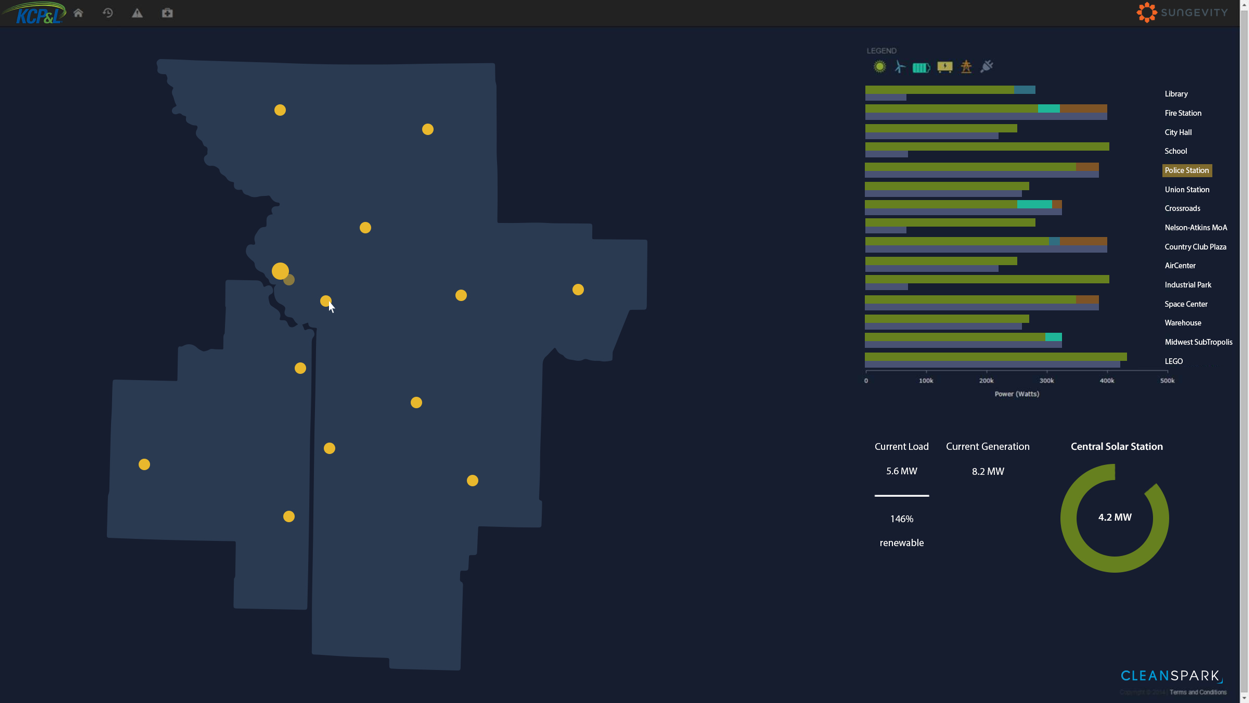 KCP&L
SUNGEVITY
LEGEND
Library
Fire Station
City Hall
School
Police Station
Union Station
Crossroads
Nelson-Atkins MoA
Country Club Plaza
AirCenter
Industrial Park
Space Center
Warehouse
Midwest SubTropolis
LEGO
0 100k 200k 300k 400k 500k
Power (Watts)
Current Load Current Generation Central Solar Station
5.6 MW 8.2 MW
4.2 MW
146%
renewable
CLEANSPARK
Terms and Conditions